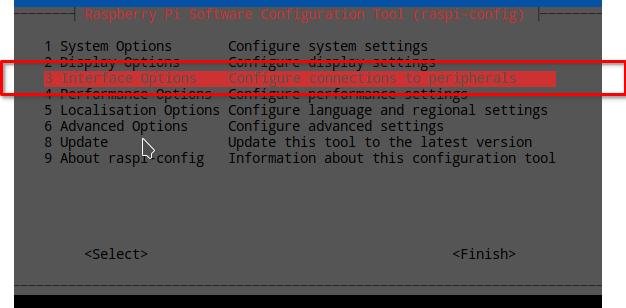 Raspberry Pi Software Configuration Tool (raspi-config)
1 System Options Configure system settings
2 Display Options Configure display settings
3 Interface Options Configure connections to peripherals
4 Performance Options Configure performance settings
5 Localisation Options Configure language and regional settings
6 Advanced Options Configure advanced settings
8 Update Update this tool to the latest version
9 About raspi-config Information about this configuration tool
<Select> <Finish>